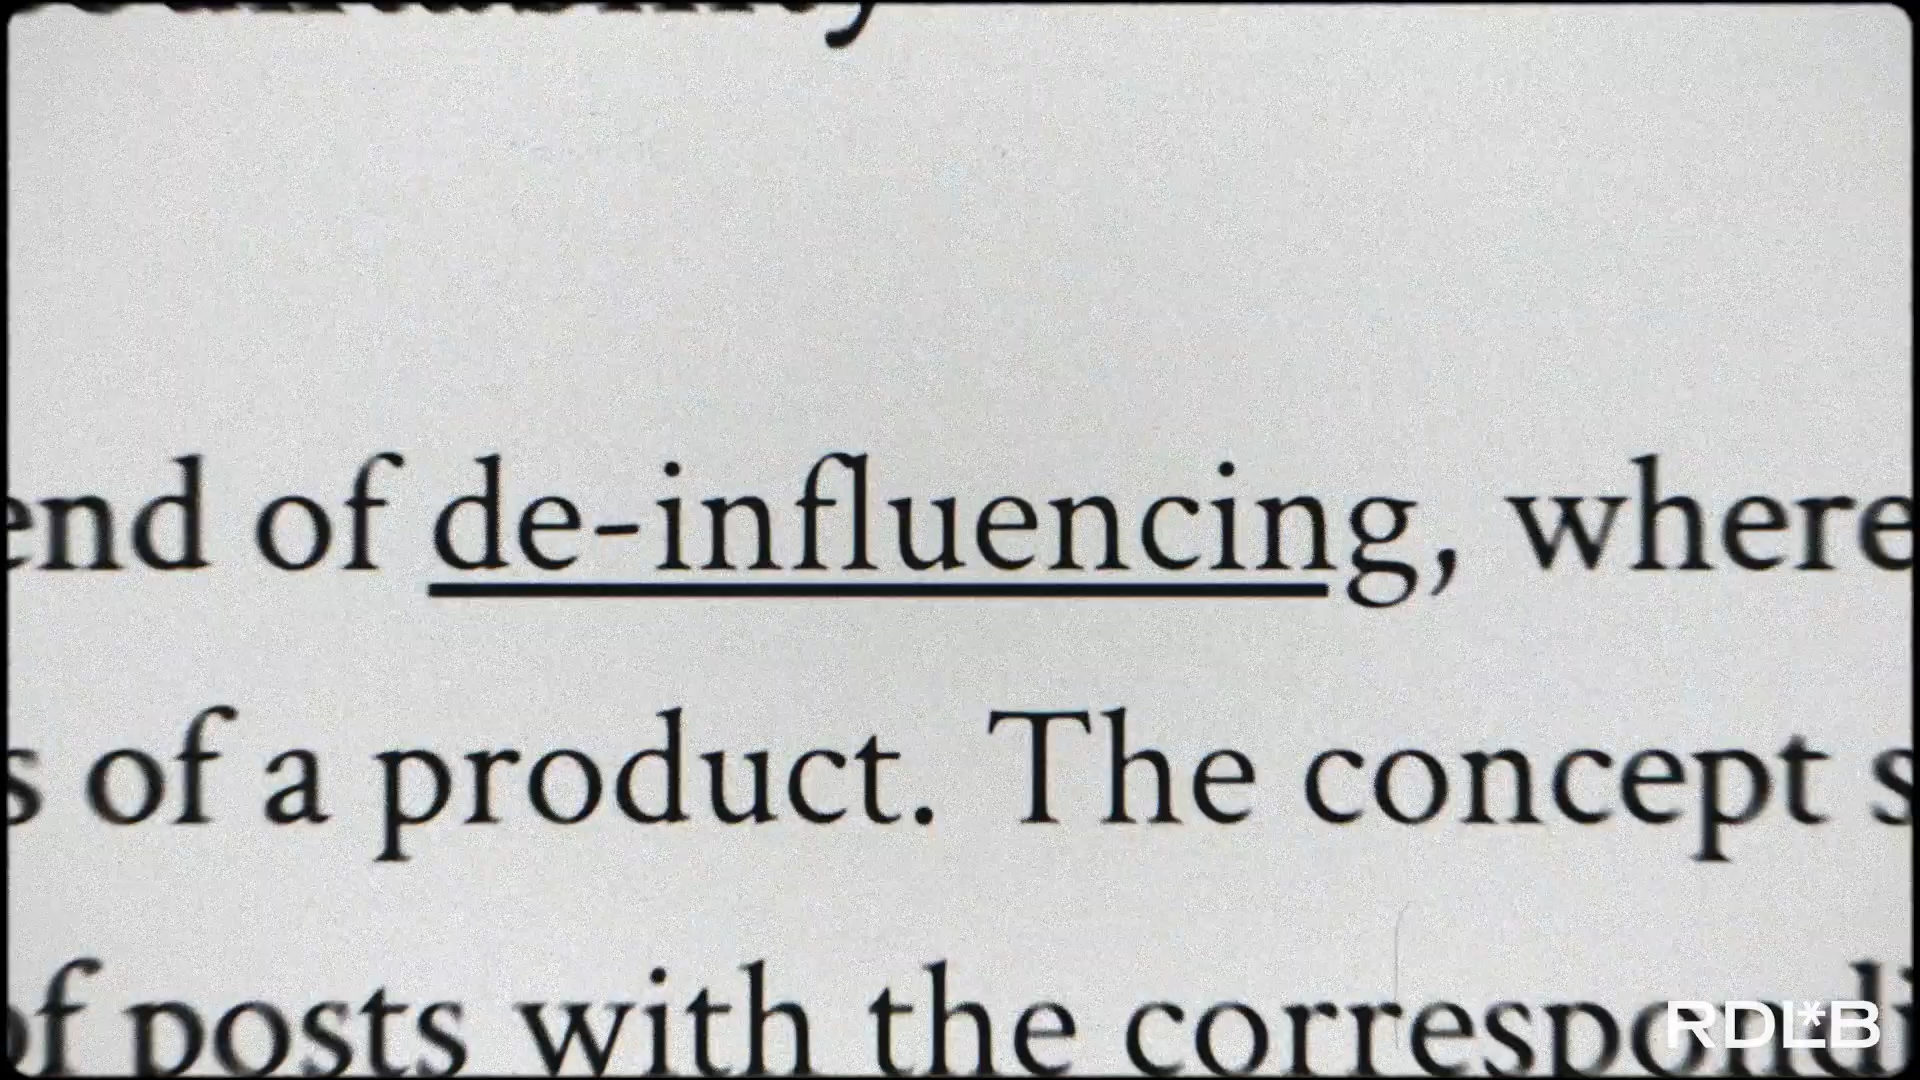 end of de-influencing, where
s of a product. The concept s
of posts with the correspondi
RDL*B